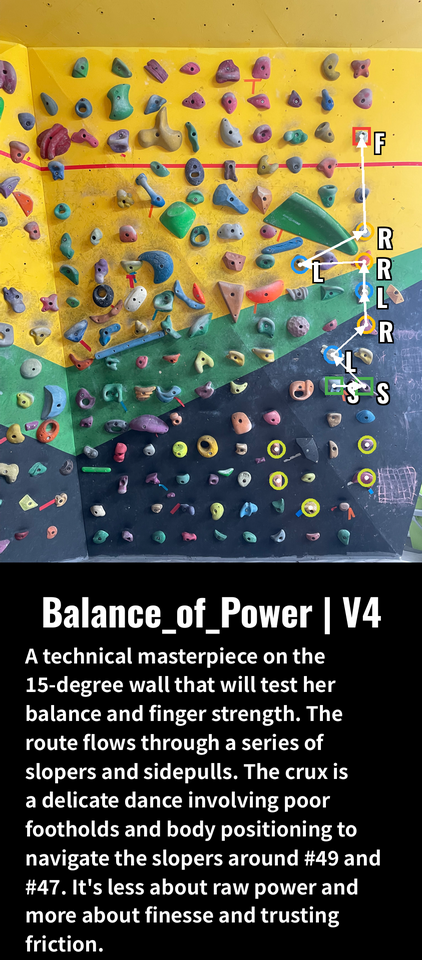 F
R
R
L
L
R
L
S
S
Balance_of_Power | V4
A technical masterpiece on the
15-degree wall that will test her
balance and finger strength. The
route flows through a series of
slopers and sidepulls. The crux is
a delicate dance involving poor
footholds and body positioning to
navigate the slopers around #49 and
#47. It's less about raw power and
more about finesse and trusting
friction.